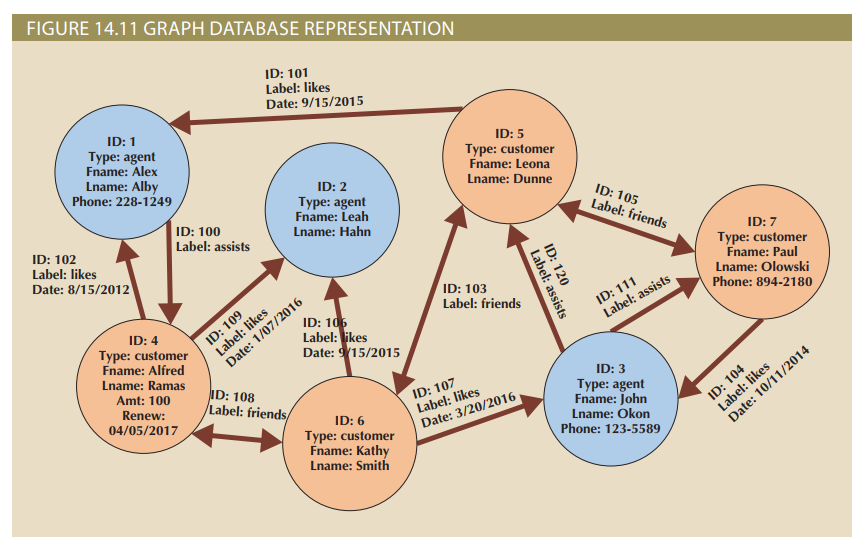 FIGURE 14.11 GRAPH DATABASE REPRESENTATION
ID: 101
Label: likes
Date: 9/15/2015
ID: 1
Type: agent
Fname: Alex
Lname: Alby
Phone: 228-1249
ID: 2
Type: agent
Fname: Leah
Lname: Hahn
ID: 5
Type: customer
Fname: Leona
Lname: Dunne
ID: 105
Label: friends
ID: 7
Type: customer
Fname: Paul
Lname: Olowski
Phone: 894-2180
ID: 100
Label: assists
ID: 102
Label: likes
Date: 8/15/2012
ID: 109
Label: likes
Date: 1/07/2016
ID: 106
Label: likes
Date: 9/15/2015
ID: 103
Label: friends
ID: 120
Label: assists
ID: 111
Label: assists
ID: 4
Type: customer
Fname: Alfred
Lname: Ramas
Amt: 100
Renew:
04/05/2017
ID: 108
Label: friends
ID: 6
Type: customer
Fname: Kathy
Lname: Smith
ID: 107
Label: likes
Date: 3/20/2016
ID: 3
Type: agent
Fname: John
Lname: Okon
Phone: 123-5589
ID: 104
Label: likes
Date: 10/11/2014